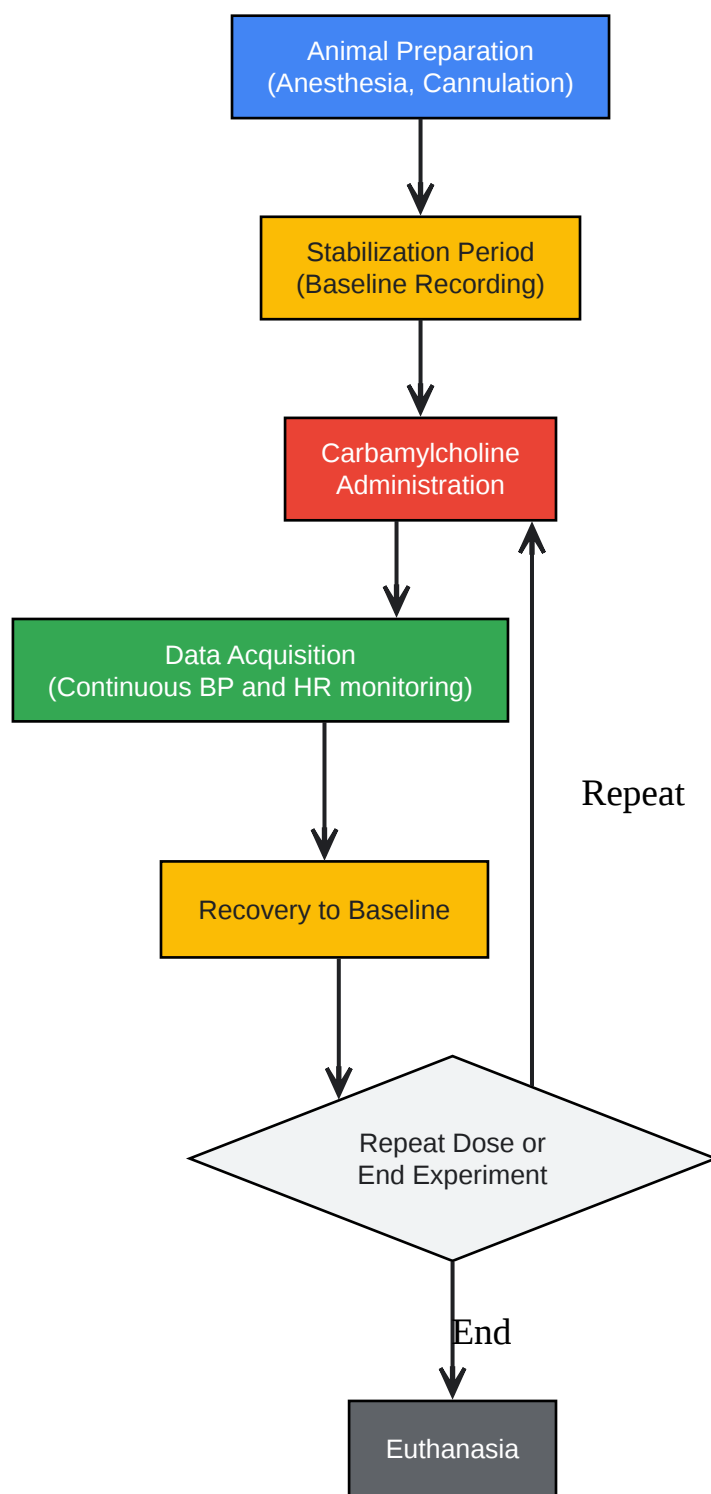 Animal Preparation
(Anesthesia, Cannulation)
Stabilization Period
(Baseline Recording)
Carbamylcholine
Administration
Data Acquisition
(Continuous BP and HR monitoring)
Repeat
Recovery to Baseline
Repeat Dose or
End Experiment
End
Euthanasia